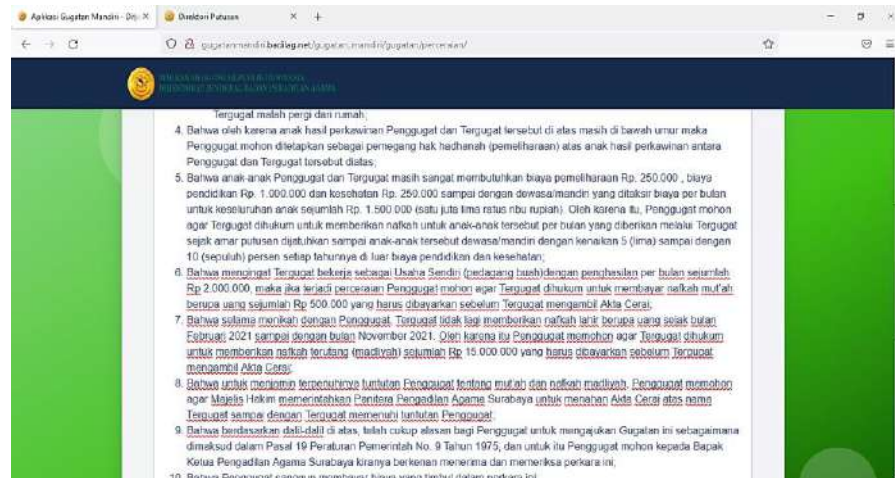 Aplikasi Gugatan Mandiri - Dirj
Direktori Putusan
gugatanmandiri.badilag.net/gugatan_mandiri/gugatan/perceraian/
Tergugat malah pergi dari rumah;
4. Bahwa oleh karena anak hasil perkawinan Penggugat dan Tergugat tersebut di atas masih di bawah umur maka
Penggugat mohon ditetapkan sebagai pemegang hak hadhanah (pemeliharaan) atas anak hasil perkawinan antara
Penggugat dan Tergugat tersebut diatas;
5. Bahwa anak-anak Penggugat dan Tergugat masih sangat membutuhkan biaya pemeliharaan Rp. 250.000 , biaya
pendidikan Rp. 1.000.000 dan kesehatan Rp. 250.000 sampai dengan dewasa/mandiri yang ditaksir biaya per bulan
untuk keseluruhan anak sejumlah Rp. 1.500.000 (satu juta lima ratus ribu rupiah). Oleh karena itu, Penggugat mohon
agar Tergugat dihukum untuk memberikan nafkah untuk anak-anak tersebut per bulan yang diberikan melalui Tergugat
sejak amar putusan dijatuhkan sampai anak-anak tersebut dewasa/mandiri dengan kenaikan 5 (lima) sampai dengan
10 (sepuluh) persen setiap tahunnya di luar biaya pendidikan dan kesehatan;
6. Bahwa mengingat Tergugat bekerja sebagai Usaha Sendiri (pedagang buah)dengan penghasilan per bulan sejumlah
Rp 2.000.000, maka jika terjadi perceraian Penggugat mohon agar Tergugat dihukum untuk membayar nafkah mut'ah
berupa uang sejumlah Rp 500.000 yang harus dibayarkan sebelum Tergugat mengambil Akta Cerai;
7. Bahwa selama menikah dengan Penggugat, Tergugat tidak lagi memberikan nafkah lahir berupa uang sejak bulan
Februari 2021 sampai dengan bulan November 2021. Oleh karena itu Penggugat memohon agar Tergugat dihukum
untuk memberikan nafkah terutang (madliyah) sejumlah Rp 15.000.000 yang harus dibayarkan sebelum Tergugat
mengambil Akta Cerai;
8. Bahwa untuk menjamin terpenuhinya tuntutan Penggugat tentang mut'ah dan nafkah madliyah, Penggugat memohon
agar Majelis Hakim memerintahkan Panitera Pengadilan Agama Surabaya untuk menahan Akta Cerai atas nama
Tergugat sampai dengan Tergugat memenuhi tuntutan Penggugat;
9. Bahwa berdasarkan dalil-dalil di atas, telah cukup alasan bagi Penggugat untuk mengajukan Gugatan ini sebagaimana
dimaksud dalam Pasal 19 Peraturan Pemerintah No. 9 Tahun 1975, dan untuk itu Penggugat mohon kepada Bapak
Ketua Pengadilan Agama Surabaya kiranya berkenan menerima dan memeriksa perkara ini;
10. Bahwa Penggugat sanggup membayar biaya yang timbul dalam perkara ini;